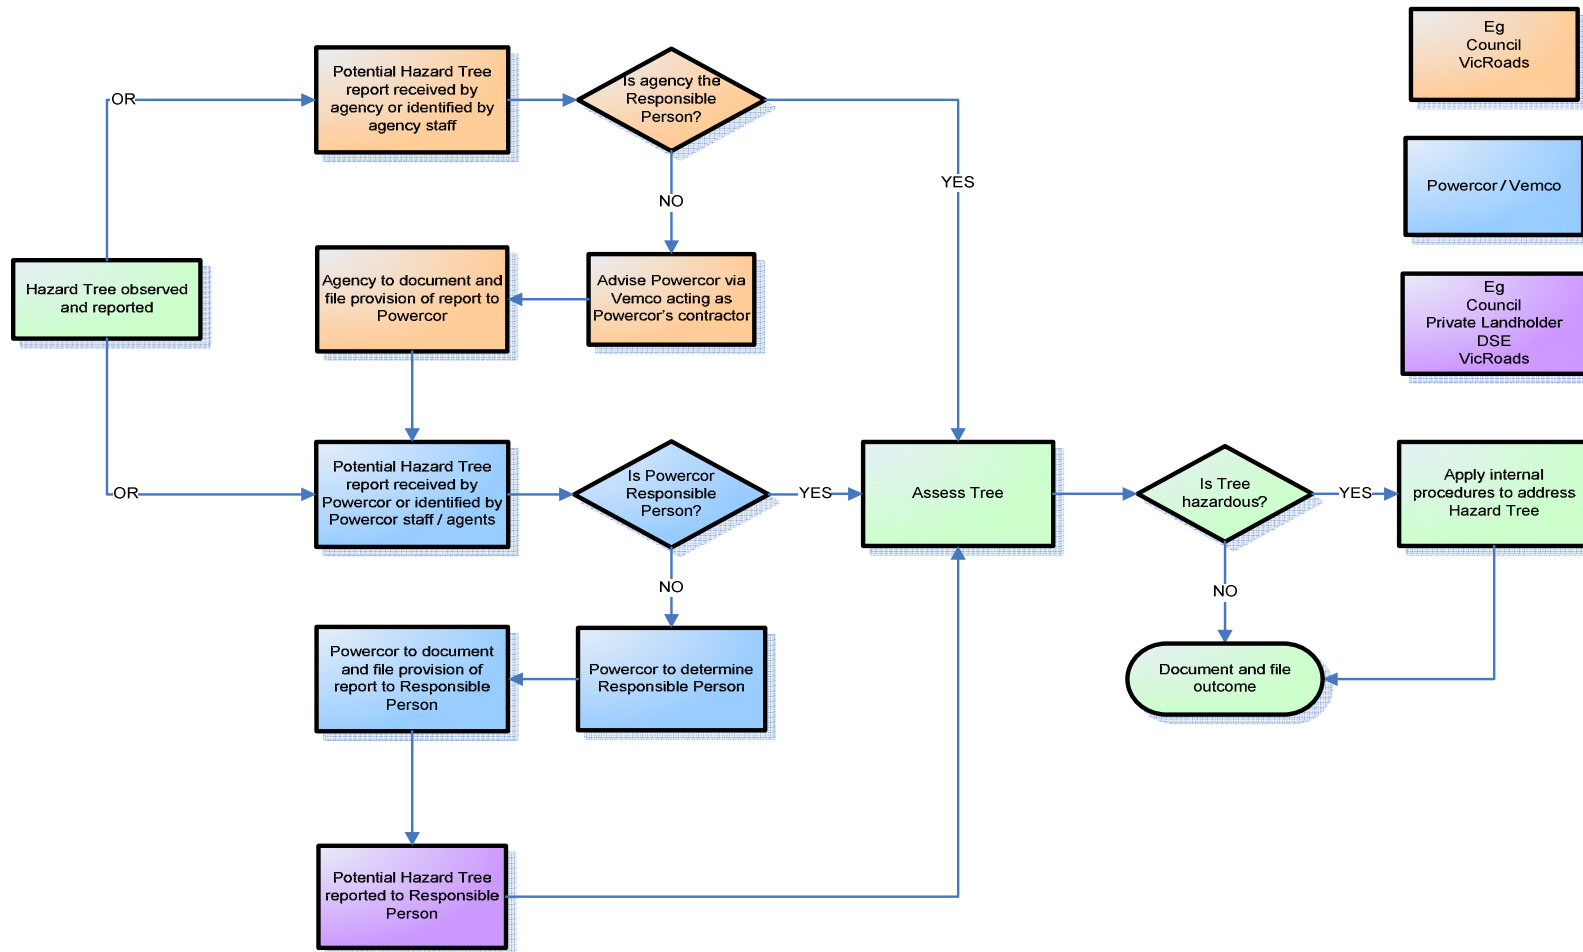 Eg
Council
VicRoads
Potential Hazard Tree
report received by
agency or identified by
agency staff
Is agency the
Responsible
Person?
OR
YES
Powercor / Vemco
NO
Hazard Tree observed
and reported
Agency to document and
file provision of report to
Powercor
Advise Powercor via
Vemco acting as
Powercor's contractor
Eg
Council
Private Landholder
DSE
VicRoads
OR
Potential Hazard Tree
report received by
Powercor or identified by
Powercor staff / agents
Is Powercor
Responsible
Person?
YES
Assess Tree
Is Tree
hazardous?
YES
Apply internal
procedures to address
Hazard Tree
NO
NO
Powercor to document
and file provision of
report to Responsible
Person
Powercor to determine
Responsible Person
Document and file
outcome
Potential Hazard Tree
reported to Responsible
Person